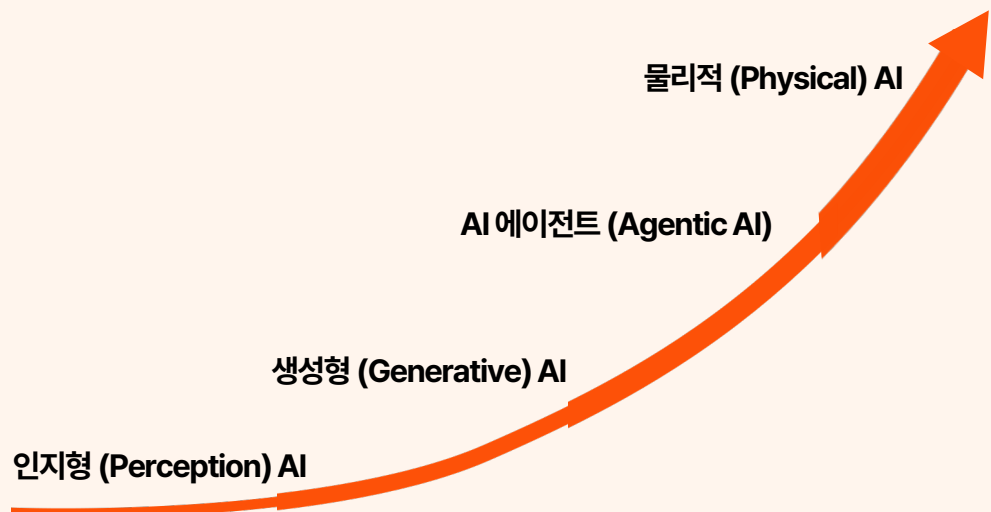 물리적 (Physical) AI
AI 에이전트 (Agentic AI)
생성형 (Generative) AI
인지형 (Perception) AI